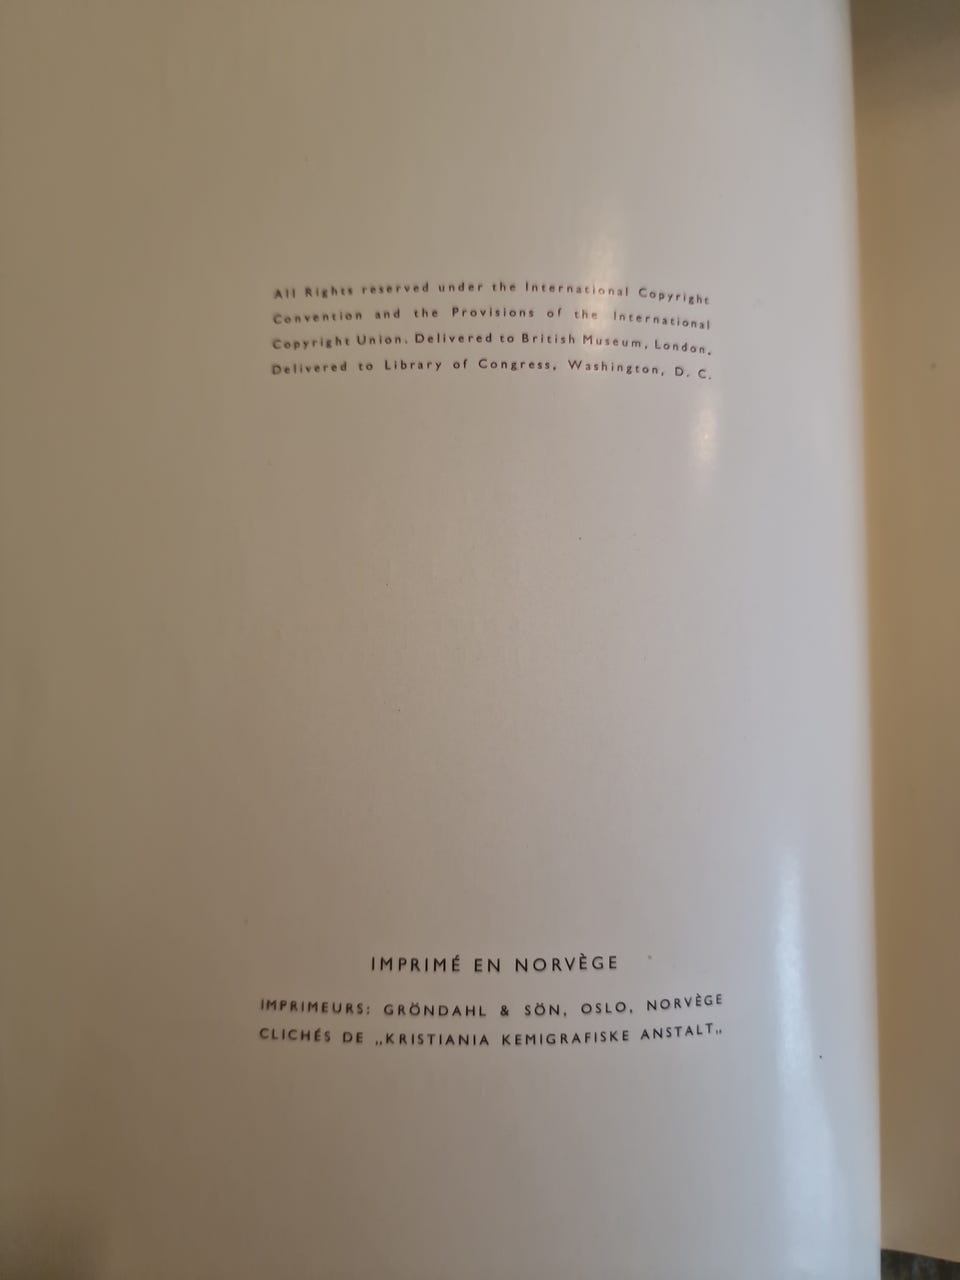 All Rights reserved under the International Copyright
Convention and the Provisions of the International
Copyright Union. Delivered to British Museum, London,
Delivered to Library of Congress, Washington, D. C.
IMPRIMÉ EN NORVÈGE
IMPRIMEURS: GRÖNDAHL & SÖN, OSLO, NORVÈGE
CLICHÉS DE „KRISTIANIA KEMIGRAFISKE ANSTALT„